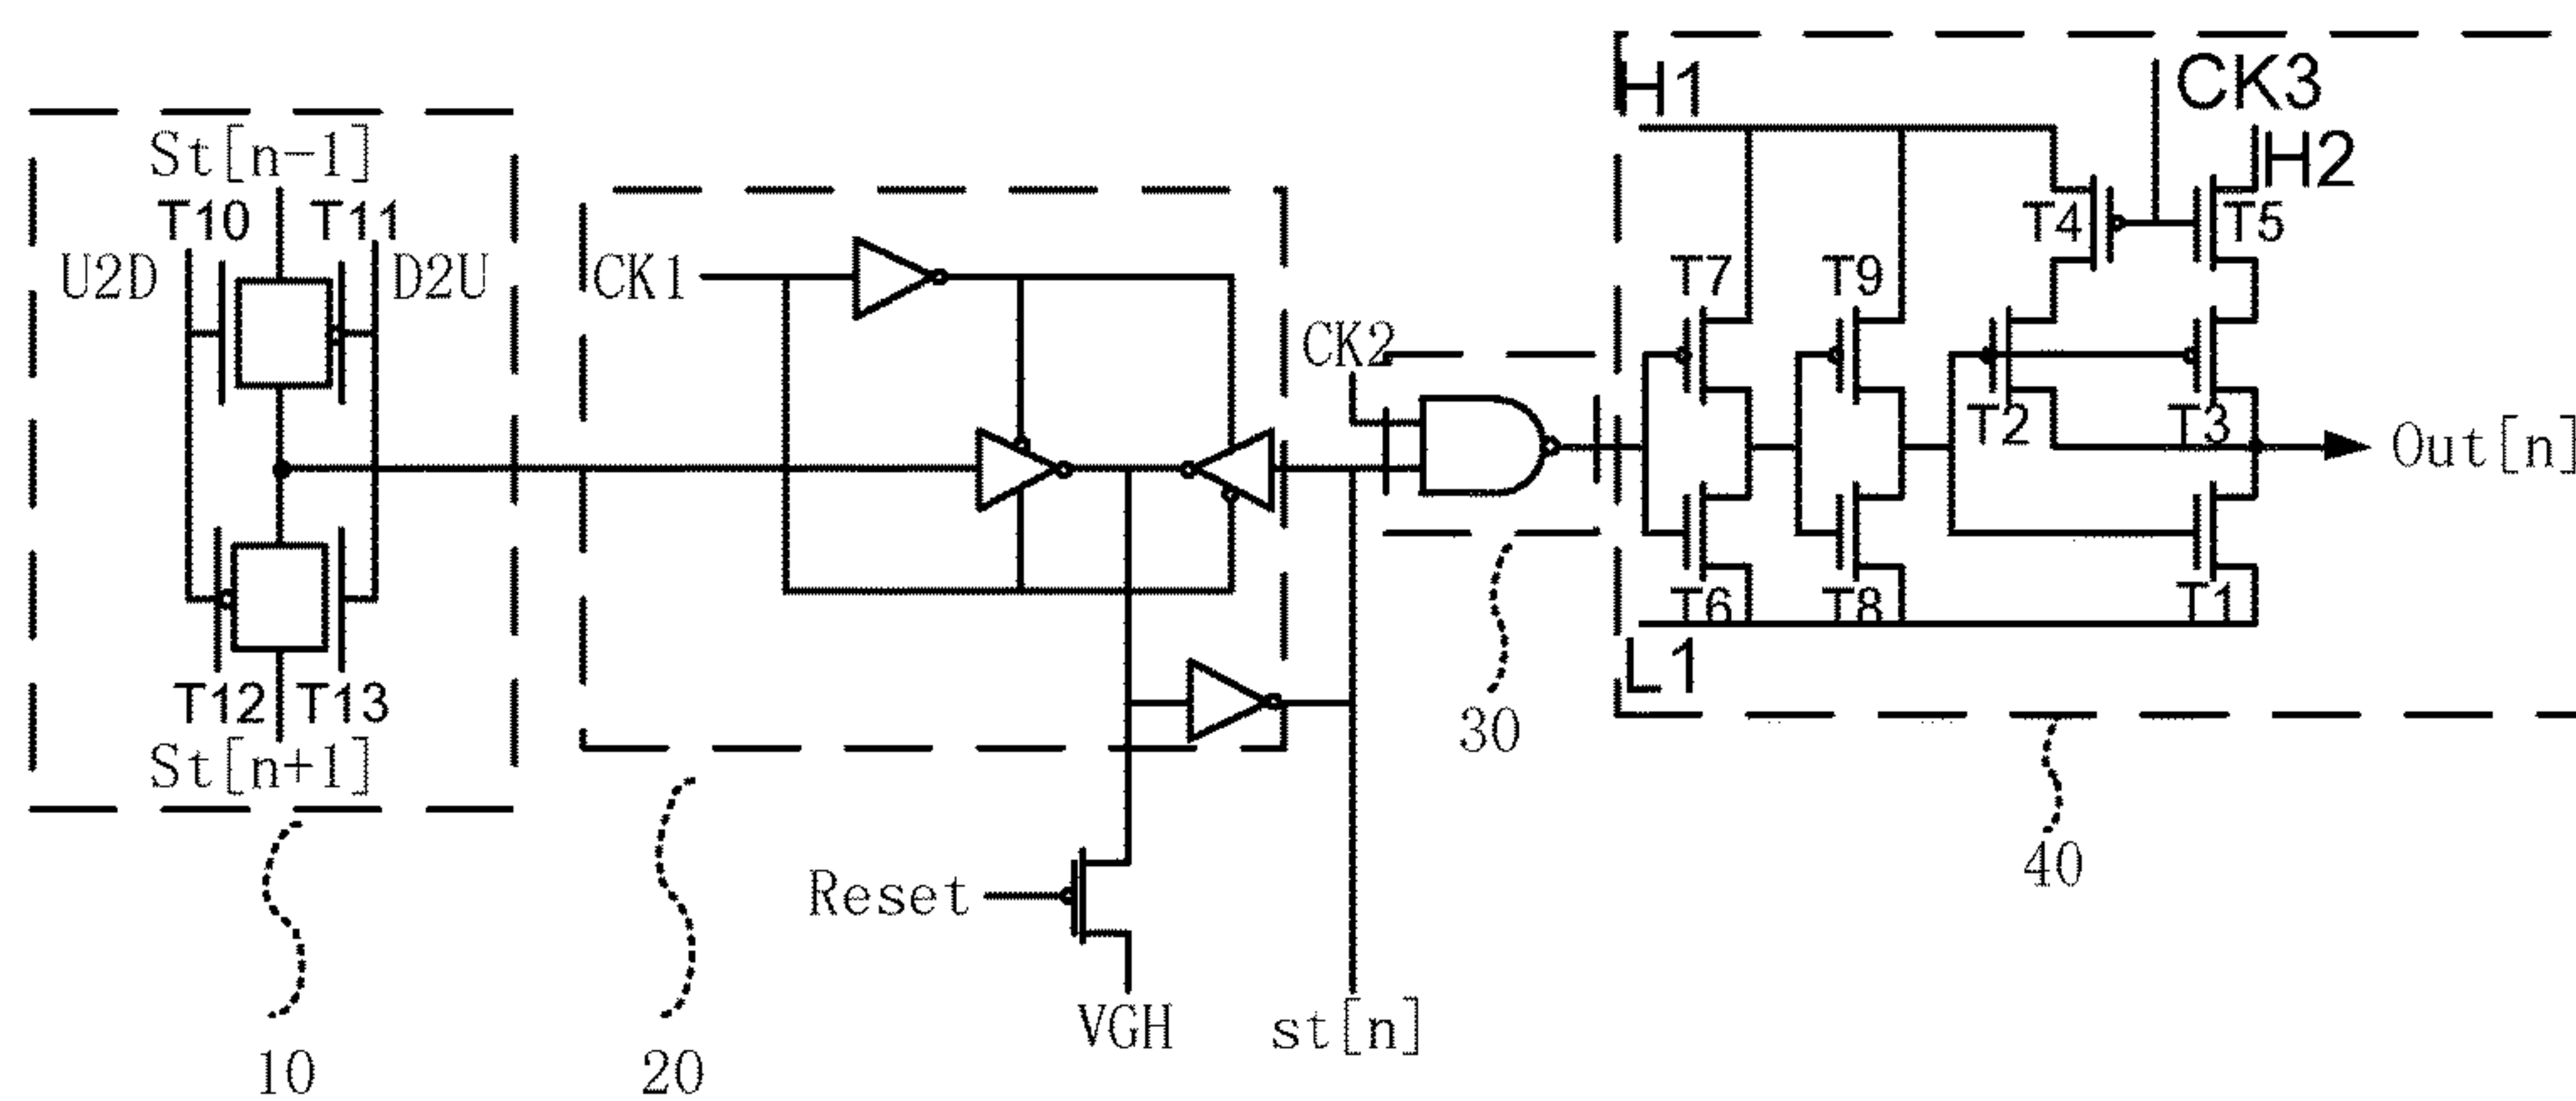 St[n-1]
T10
T11
U2D
D2U
T12
T13
St[n+1]
10
CK1
20
Reset
VGH
st[n]
CK2
30
H1
CK3
H2
T4
T5
T7
T9
T2
T3
Out[n]
T6
T8
T1
L1
40